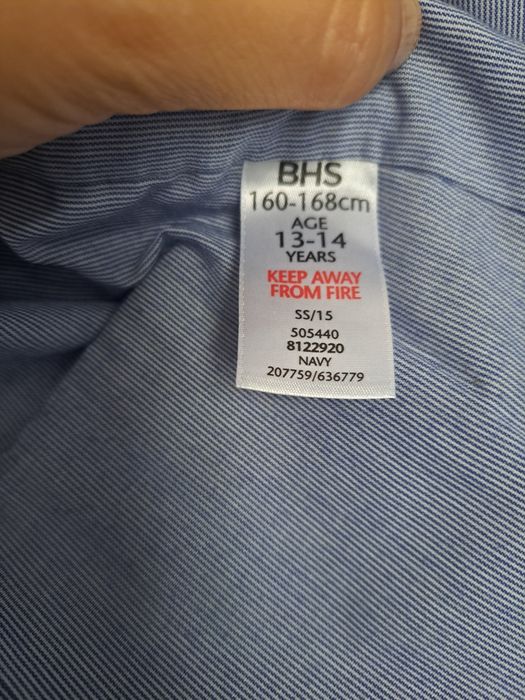 BHS
160-168cm
AGE
13-14
YEARS
KEEP AWAY
FROM FIRE
SS/15
505440
8122920
NAVY
207759/636779